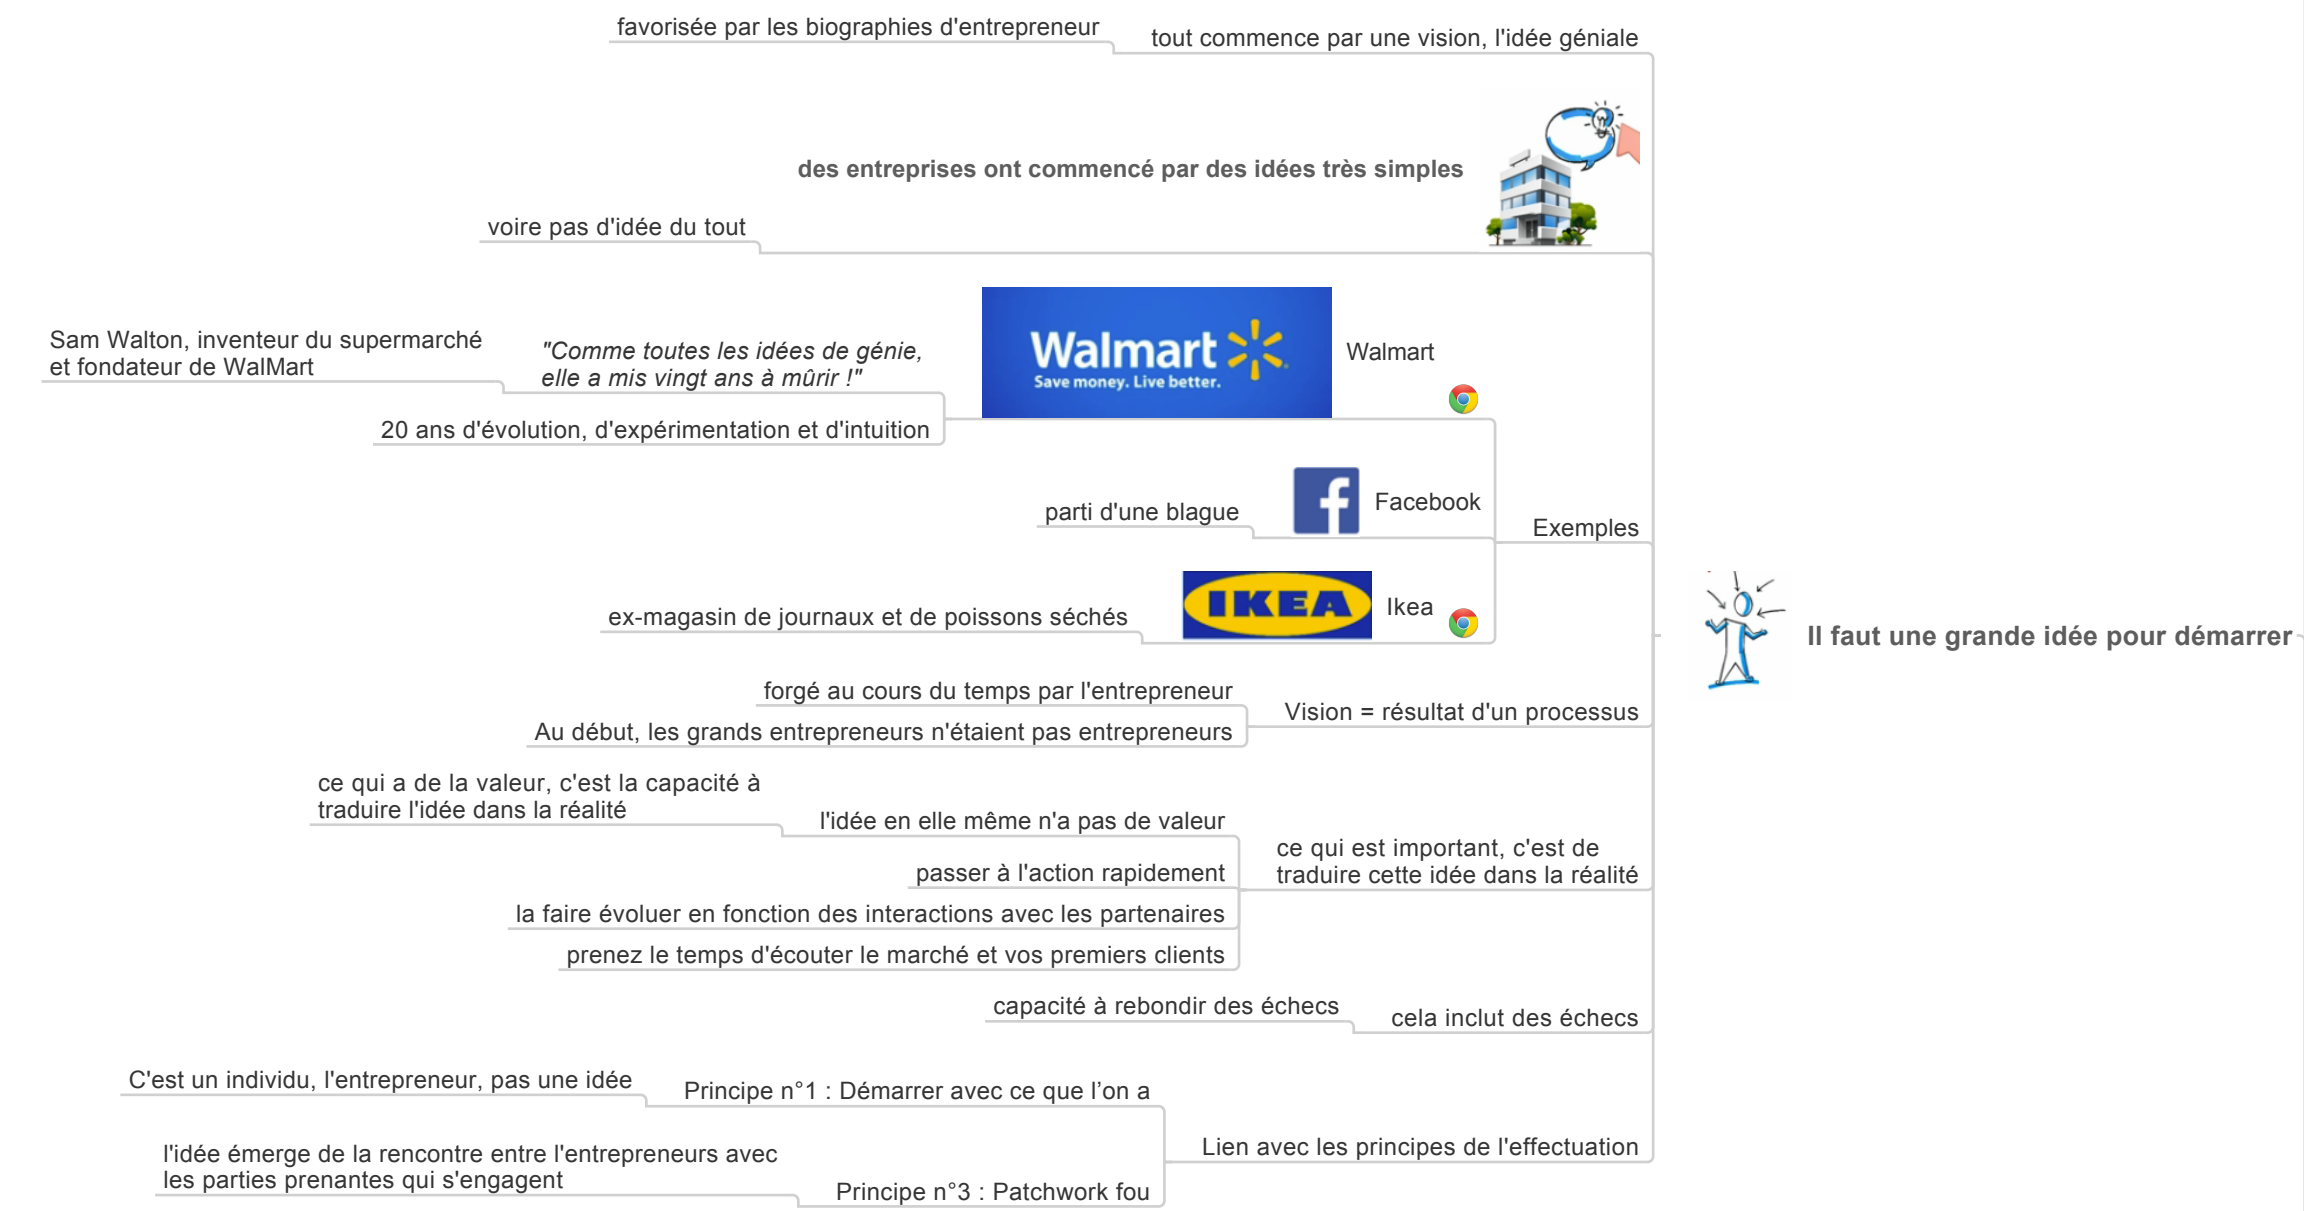 favorisée par les biographies d'entrepreneur
tout commence par une vision, l'idée géniale
des entreprises ont commencé par des idées très simples
voire pas d'idée du tout
Sam Walton, inventeur du supermarché
et fondateur de WalMart
"Comme toutes les idées de génie,
elle a mis vingt ans à mûrir !"
Walmart
Save money. Live better.
Walmart
20 ans d'évolution, d'expérimentation et d'intuition
parti d'une blague
f
Facebook
Exemples
ex-magasin de journaux et de poissons séchés
IKEA
Ikea
Il faut une grande idée pour démarrer
forgé au cours du temps par l'entrepreneur
Au début, les grands entrepreneurs n'étaient pas entrepreneurs
Vision = résultat d'un processus
ce qui a de la valeur, c'est la capacité à
traduire l'idée dans la réalité
l'idée en elle même n'a pas de valeur
passer à l'action rapidement
la faire évoluer en fonction des interactions avec les partenaires
prenez le temps d'écouter le marché et vos premiers clients
ce qui est important, c'est de
traduire cette idée dans la réalité
capacité à rebondir des échecs
cela inclut des échecs
C'est un individu, l'entrepreneur, pas une idée
Principe n°1 : Démarrer avec ce que l’on a
l'idée émerge de la rencontre entre l'entrepreneurs avec
les parties prenantes qui s'engagent
Principe n°3 : Patchwork fou
Lien avec les principes de l'effectuation